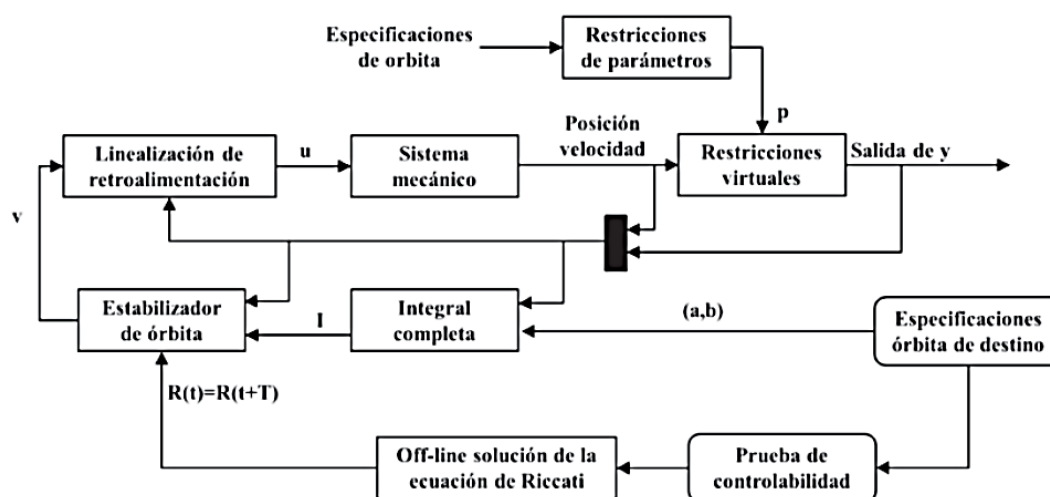 Especificaciones
de orbita
Restricciones
de parámetros
p
Linealización de
retroalimentación
u
Sistema
mecánico
Posición
velocidad
Restricciones
virtuales
Salida de y
v
Estabilizador
de órbita
I
Integral
completa
(a,b)
Especificaciones
órbita de destino
R(t)=R(t+T)
Off-line solución de la
ecuación de Riccati
Prueba de
controlabilidad